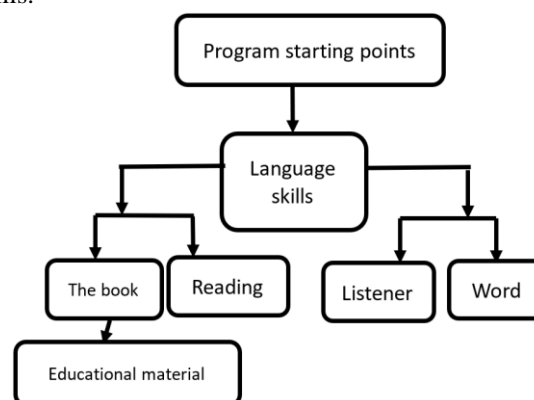 Program starting points
Language
skills
The book
Reading
Listener
Word
Educational material